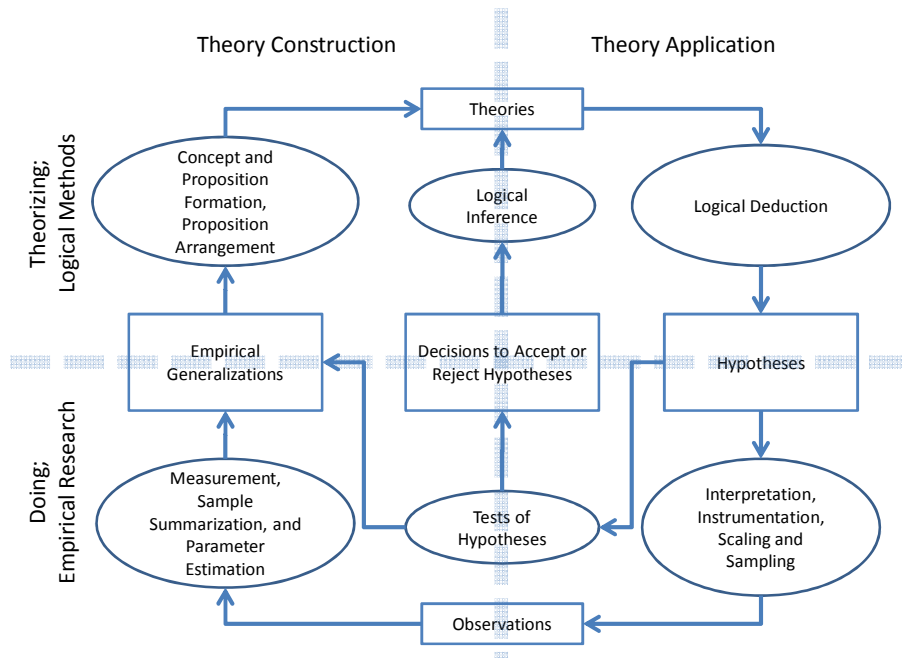 Theory Construction
Theory Application
Theorizing;
Logical Methods
Theories
Concept and
Proposition
Formation,
Proposition
Arrangement
Logical
Inference
Logical Deduction
Empirical
Generalizations
Decisions to Accept or
Reject Hypotheses
Hypotheses
Doing;
Empirical Research
Measurement,
Sample
Summarization, and
Parameter
Estimation
Tests of
Hypotheses
Interpretation,
Instrumentation,
Scaling and
Sampling
Observations